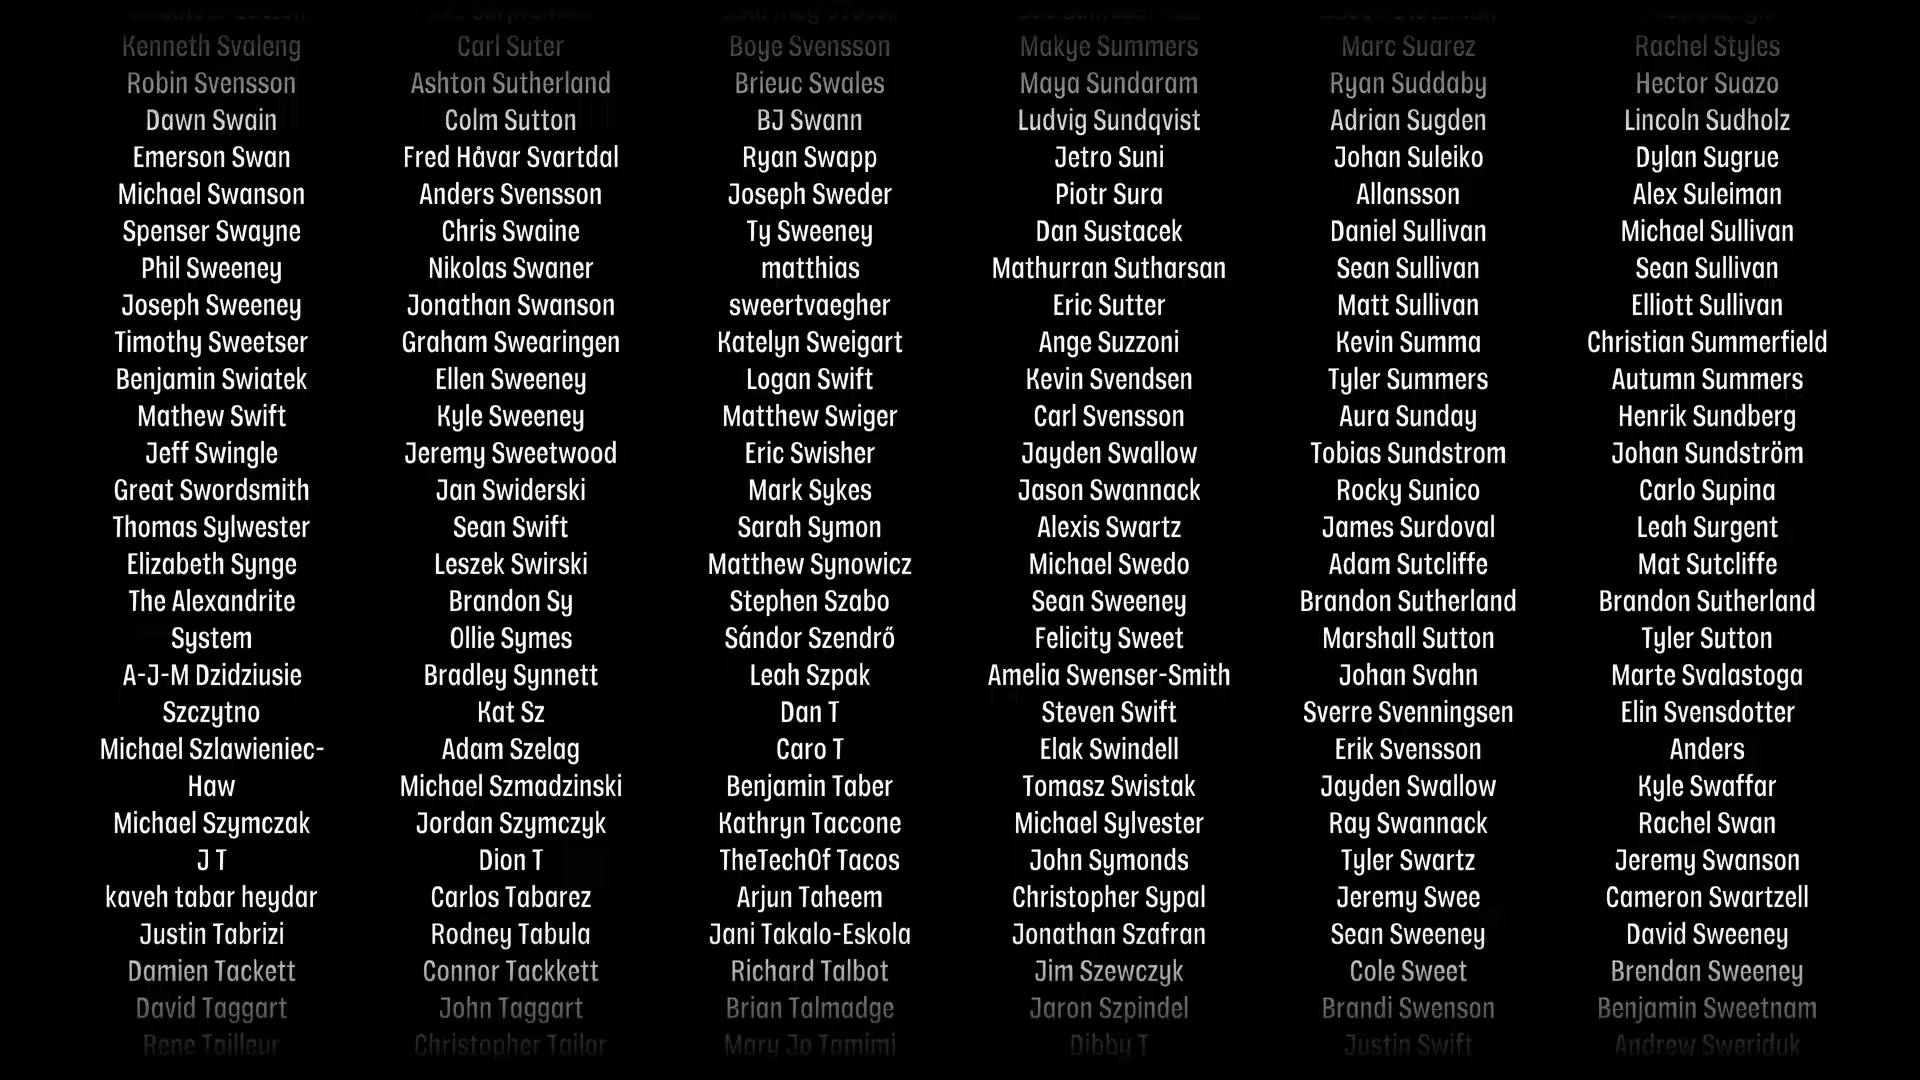 Kenneth Svaleng
Robin Svensson
Dawn Swain
Emerson Swan
Michael Swanson
Spenser Swayne
Phil Sweeney
Joseph Sweeney
Timothy Sweetser
Benjamin Swiatek
Mathew Swift
Jeff Swingle
Great Swordsmith
Thomas Sylwester
Elizabeth Synge
The Alexandrite
System
A-J-M Dzidziusie
Szczytno
Michael Szlawieniec-
Haw
Michael Szymczak
J T
kaveh tabar heydar
Justin Tabrizi
Damien Tackett
David Taggart
Rene Tailleur
Carl Suter
Ashton Sutherland
Colm Sutton
Fred Håvar Svartdal
Anders Svensson
Chris Swaine
Nikolas Swaner
Jonathan Swanson
Graham Swearingen
Ellen Sweeney
Kyle Sweeney
Jeremy Sweetwood
Jan Swiderski
Sean Swift
Leszek Swirski
Brandon Sy
Ollie Symes
Bradley Synnett
Kat Sz
Adam Szelag
Michael Szmadzinski
Jordan Szymczyk
Dion T
Carlos Tabarez
Rodney Tabula
Connor Tackkett
John Taggart
Christopher Tailor
Boye Svensson
Brieuc Swales
BJ Swann
Ryan Swapp
Joseph Sweder
Ty Sweeney
matthias
sweertvaegher
Katelyn Sweigart
Logan Swift
Matthew Swiger
Eric Swisher
Mark Sykes
Sarah Symon
Matthew Synowicz
Stephen Szabo
Sándor Szendrő
Leah Szpak
Dan T
Caro T
Benjamin Taber
Kathryn Taccone
TheTechOf Tacos
Arjun Taheem
Jani Takalo-Eskola
Richard Talbot
Brian Talmadge
Mary Jo Tamimi
Makye Summers
Maya Sundaram
Ludvig Sundqvist
Jetro Suni
Piotr Sura
Dan Sustacek
Mathurran Sutharsan
Eric Sutter
Ange Suzzoni
Kevin Svendsen
Carl Svensson
Jayden Swallow
Jason Swannack
Alexis Swartz
Michael Swedo
Sean Sweeney
Felicity Sweet
Amelia Swenser-Smith
Steven Swift
Elak Swindell
Tomasz Swistak
Michael Sylvester
John Symonds
Christopher Sypal
Jonathan Szafran
Jim Szewczyk
Jaron Szpindel
Dibby T
Marc Suarez
Ryan Suddaby
Adrian Sugden
Johan Suleiko
Allansson
Daniel Sullivan
Sean Sullivan
Matt Sullivan
Kevin Summa
Tyler Summers
Aura Sunday
Tobias Sundstrom
Rocky Sunico
James Surdoval
Adam Sutcliffe
Brandon Sutherland
Marshall Sutton
Johan Svahn
Sverre Svenningsen
Erik Svensson
Jayden Swallow
Ray Swannack
Tyler Swartz
Jeremy Swee
Sean Sweeney
Cole Sweet
Brandi Swenson
Justin Swift
Rachel Styles
Hector Suazo
Lincoln Sudholz
Dylan Sugrue
Alex Suleiman
Michael Sullivan
Sean Sullivan
Elliott Sullivan
Christian Summerfield
Autumn Summers
Henrik Sundberg
Johan Sundström
Carlo Supina
Leah Surgent
Mat Sutcliffe
Brandon Sutherland
Tyler Sutton
Marte Svalastoga
Elin Svensdotter
Anders
Kyle Swaffar
Rachel Swan
Jeremy Swanson
Cameron Swartzell
David Sweeney
Brendan Sweeney
Benjamin Sweetnam
Andrew Sweriduk